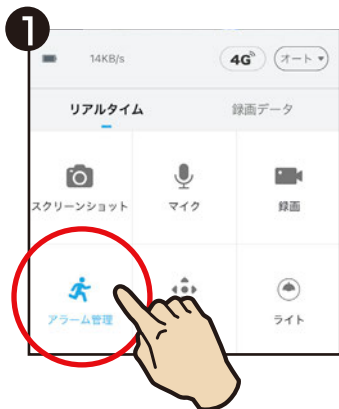 1
14KB/s 4G オート
リアルタイム 録画データ
スクリーンショット マイク 録画
アラーム管理 ライト